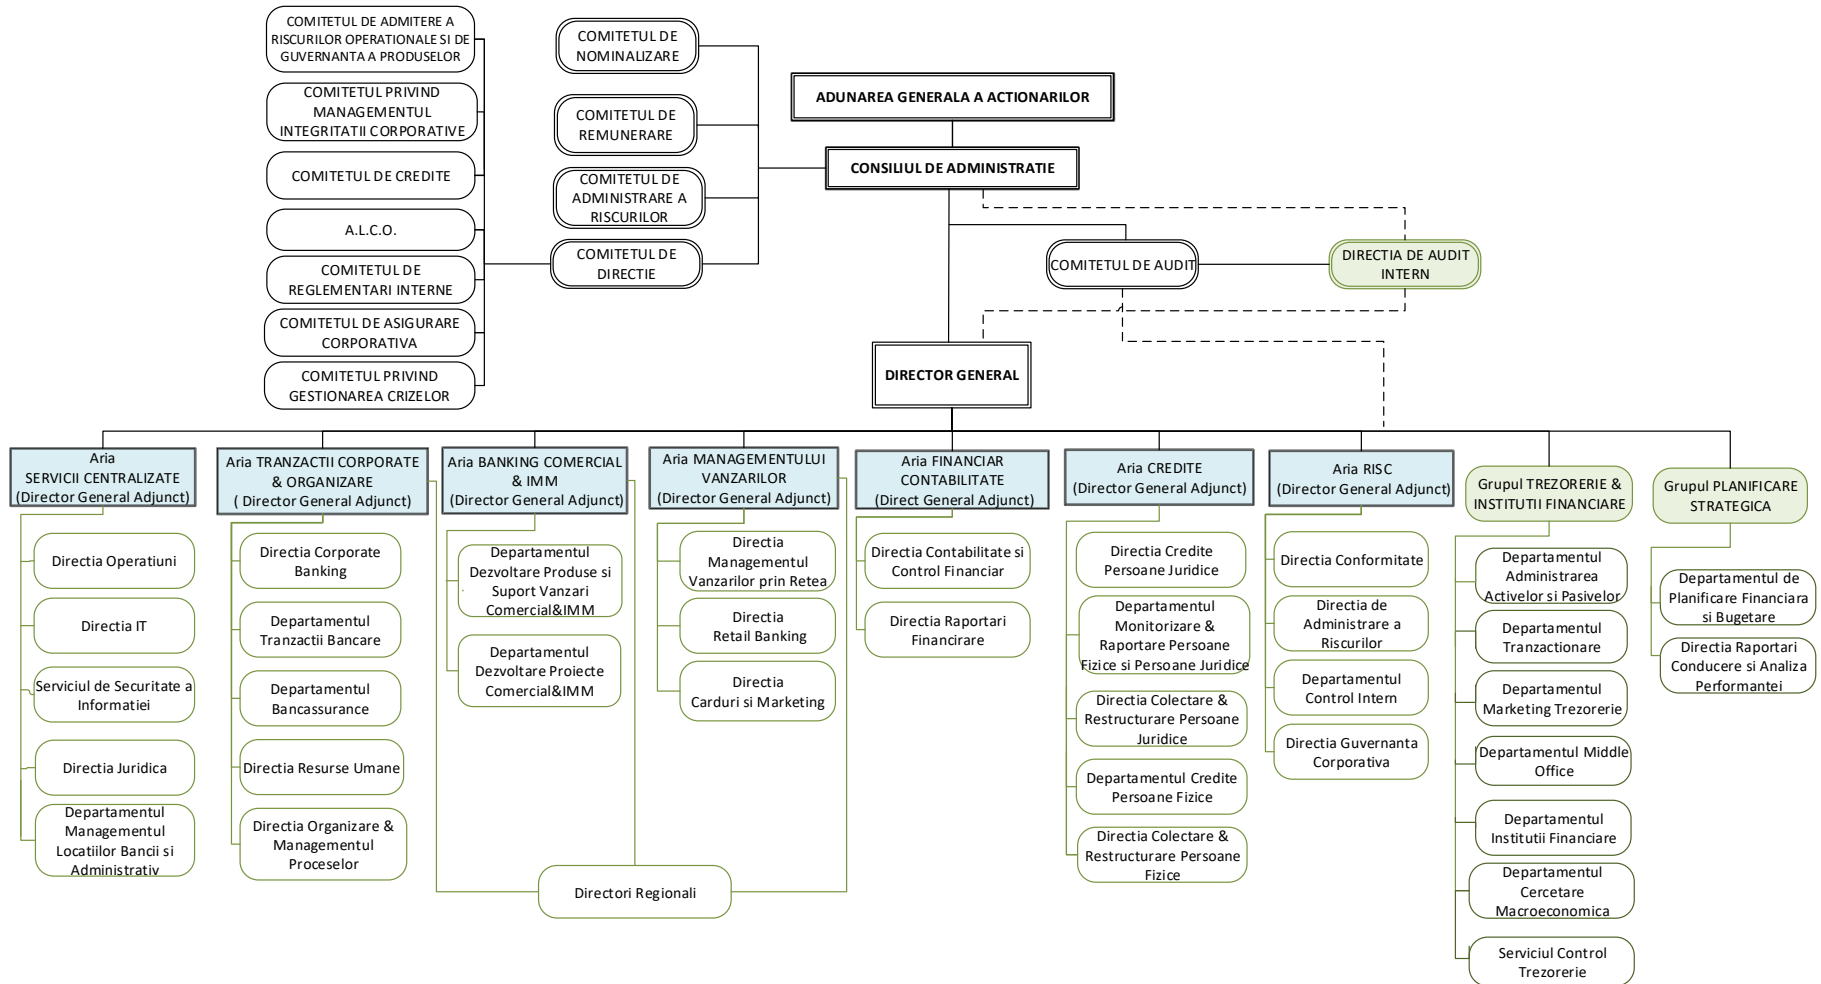 COMITETUL DE ADMITERE A
RISCURILOR OPERATIONALE SI DE
GUVERNANTA A PRODUSELOR
COMITETUL PRIVIND
MANAGEMENTUL
INTEGRITATII CORPORATIVE
COMITETUL DE CREDITE
A.L.C.O.
COMITETUL DE
REGLEMENTARI INTERNE
COMITETUL DE ASIGURARE
CORPORATIVA
COMITETUL PRIVIND
GESTIONAREA CRIZELOR
COMITETUL DE
NOMINALIZARE
COMITETUL DE
REMUNERARE
COMITETUL DE
ADMINISTRARE A
RISCURILOR
COMITETUL DE
DIRECTIE
ADUNAREA GENERALA A ACTIONARILOR
CONSILIUL DE ADMINISTRATIE
COMITETUL DE AUDIT
DIRECTIA DE AUDIT
INTERN
DIRECTOR GENERAL
Aria
SERVICII CENTRALIZATE
(Director General Adjunct)
Directia Operatiuni
Directia IT
Serviciul de Securitate a
Informatiei
Directia Juridica
Departamentul
Managementul
Locatiilor Bancii si
Administrativ
Aria TRANZACTII CORPORATE
& ORGANIZARE
( Director General Adjunct)
Directia Corporate
Banking
Departamentul
Tranzactii Bancare
Departamentul
Bancassurance
Directia Resurse Umane
Directia Organizare &
Managementul
Proceselor
Aria BANKING COMERCIAL
& IMM
(Director General Adjunct)
Departamentul
Dezvoltare Produse si
Suport Vanzari
Comercial&IMM
Departamentul
Dezvoltare Proiecte
Comercial&IMM
Aria MANAGEMENTULUI
VANZARILOR
(Director General Adjunct)
Directia
Managementul
Vanzarilor prin Retea
Directia
Retail Banking
Directia
Carduri si Marketing
Directori Regionali
Aria FINANCIAR
CONTABILITATE
(Direct General Adjunct)
Directia Contabilitate si
Control Financiar
Directia Raportari
Financirare
Aria CREDITE
(Director General Adjunct)
Directia Credite
Persoane Juridice
Departamentul
Monitorizare &
Raportare Persoane
Fizice si Persoane Juridice
Directia Colectare &
Restructurare Persoane
Juridice
Departamentul Credite
Persoane Fizice
Directia Colectare &
Restructurare Persoane
Fizice
Aria RISC
(Director General Adjunct)
Directia Conformitate
Directia de
Administrare a
Riscurilor
Departamentul
Control Intern
Directia Guvernanta
Corporativa
Grupul TREZORERIE &
INSTITUTII FINANCIARE
Departamentul
Administrarea
Activelor si Pasivelor
Departamentul
Tranzactionare
Departamentul
Marketing Trezorerie
Departamentul Middle
Office
Departamentul
Institutii Financiare
Departamentul
Cercetare
Macroeconomica
Serviciul Control
Trezorerie
Grupul PLANIFICARE
STRATEGICA
Departamentul de
Planificare Financiara
si Bugetare
Directia Raportari
Conducere si Analiza
Performantei